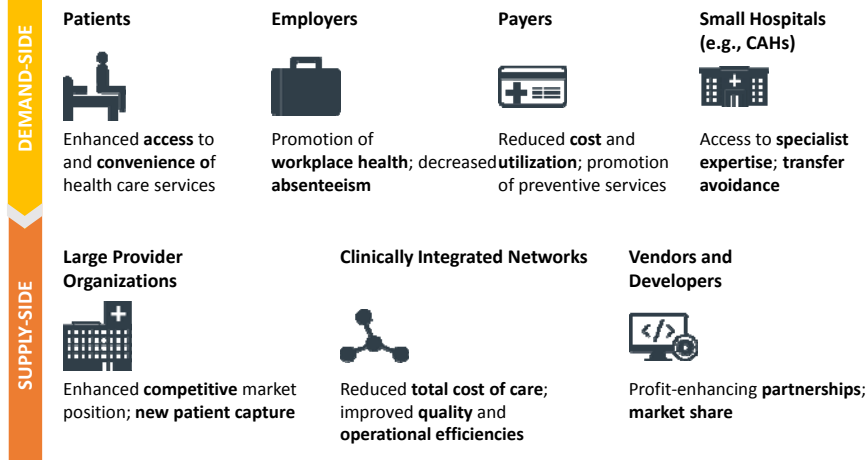 DEMAND-SIDE
Patients
Enhanced access to
and convenience of
health care services
Employers
Promotion of
workplace health; decreased
absenteeism
Payers
Reduced cost and
utilization; promotion
of preventive services
Small Hospitals
(e.g., CAHs)
Access to specialist
expertise; transfer
avoidance
SUPPLY-SIDE
Large Provider
Organizations
Enhanced competitive market
position; new patient capture
Clinically Integrated Networks
Reduced total cost of care;
improved quality and
operational efficiencies
Vendors and
Developers
</>
Profit-enhancing partnerships;
market share